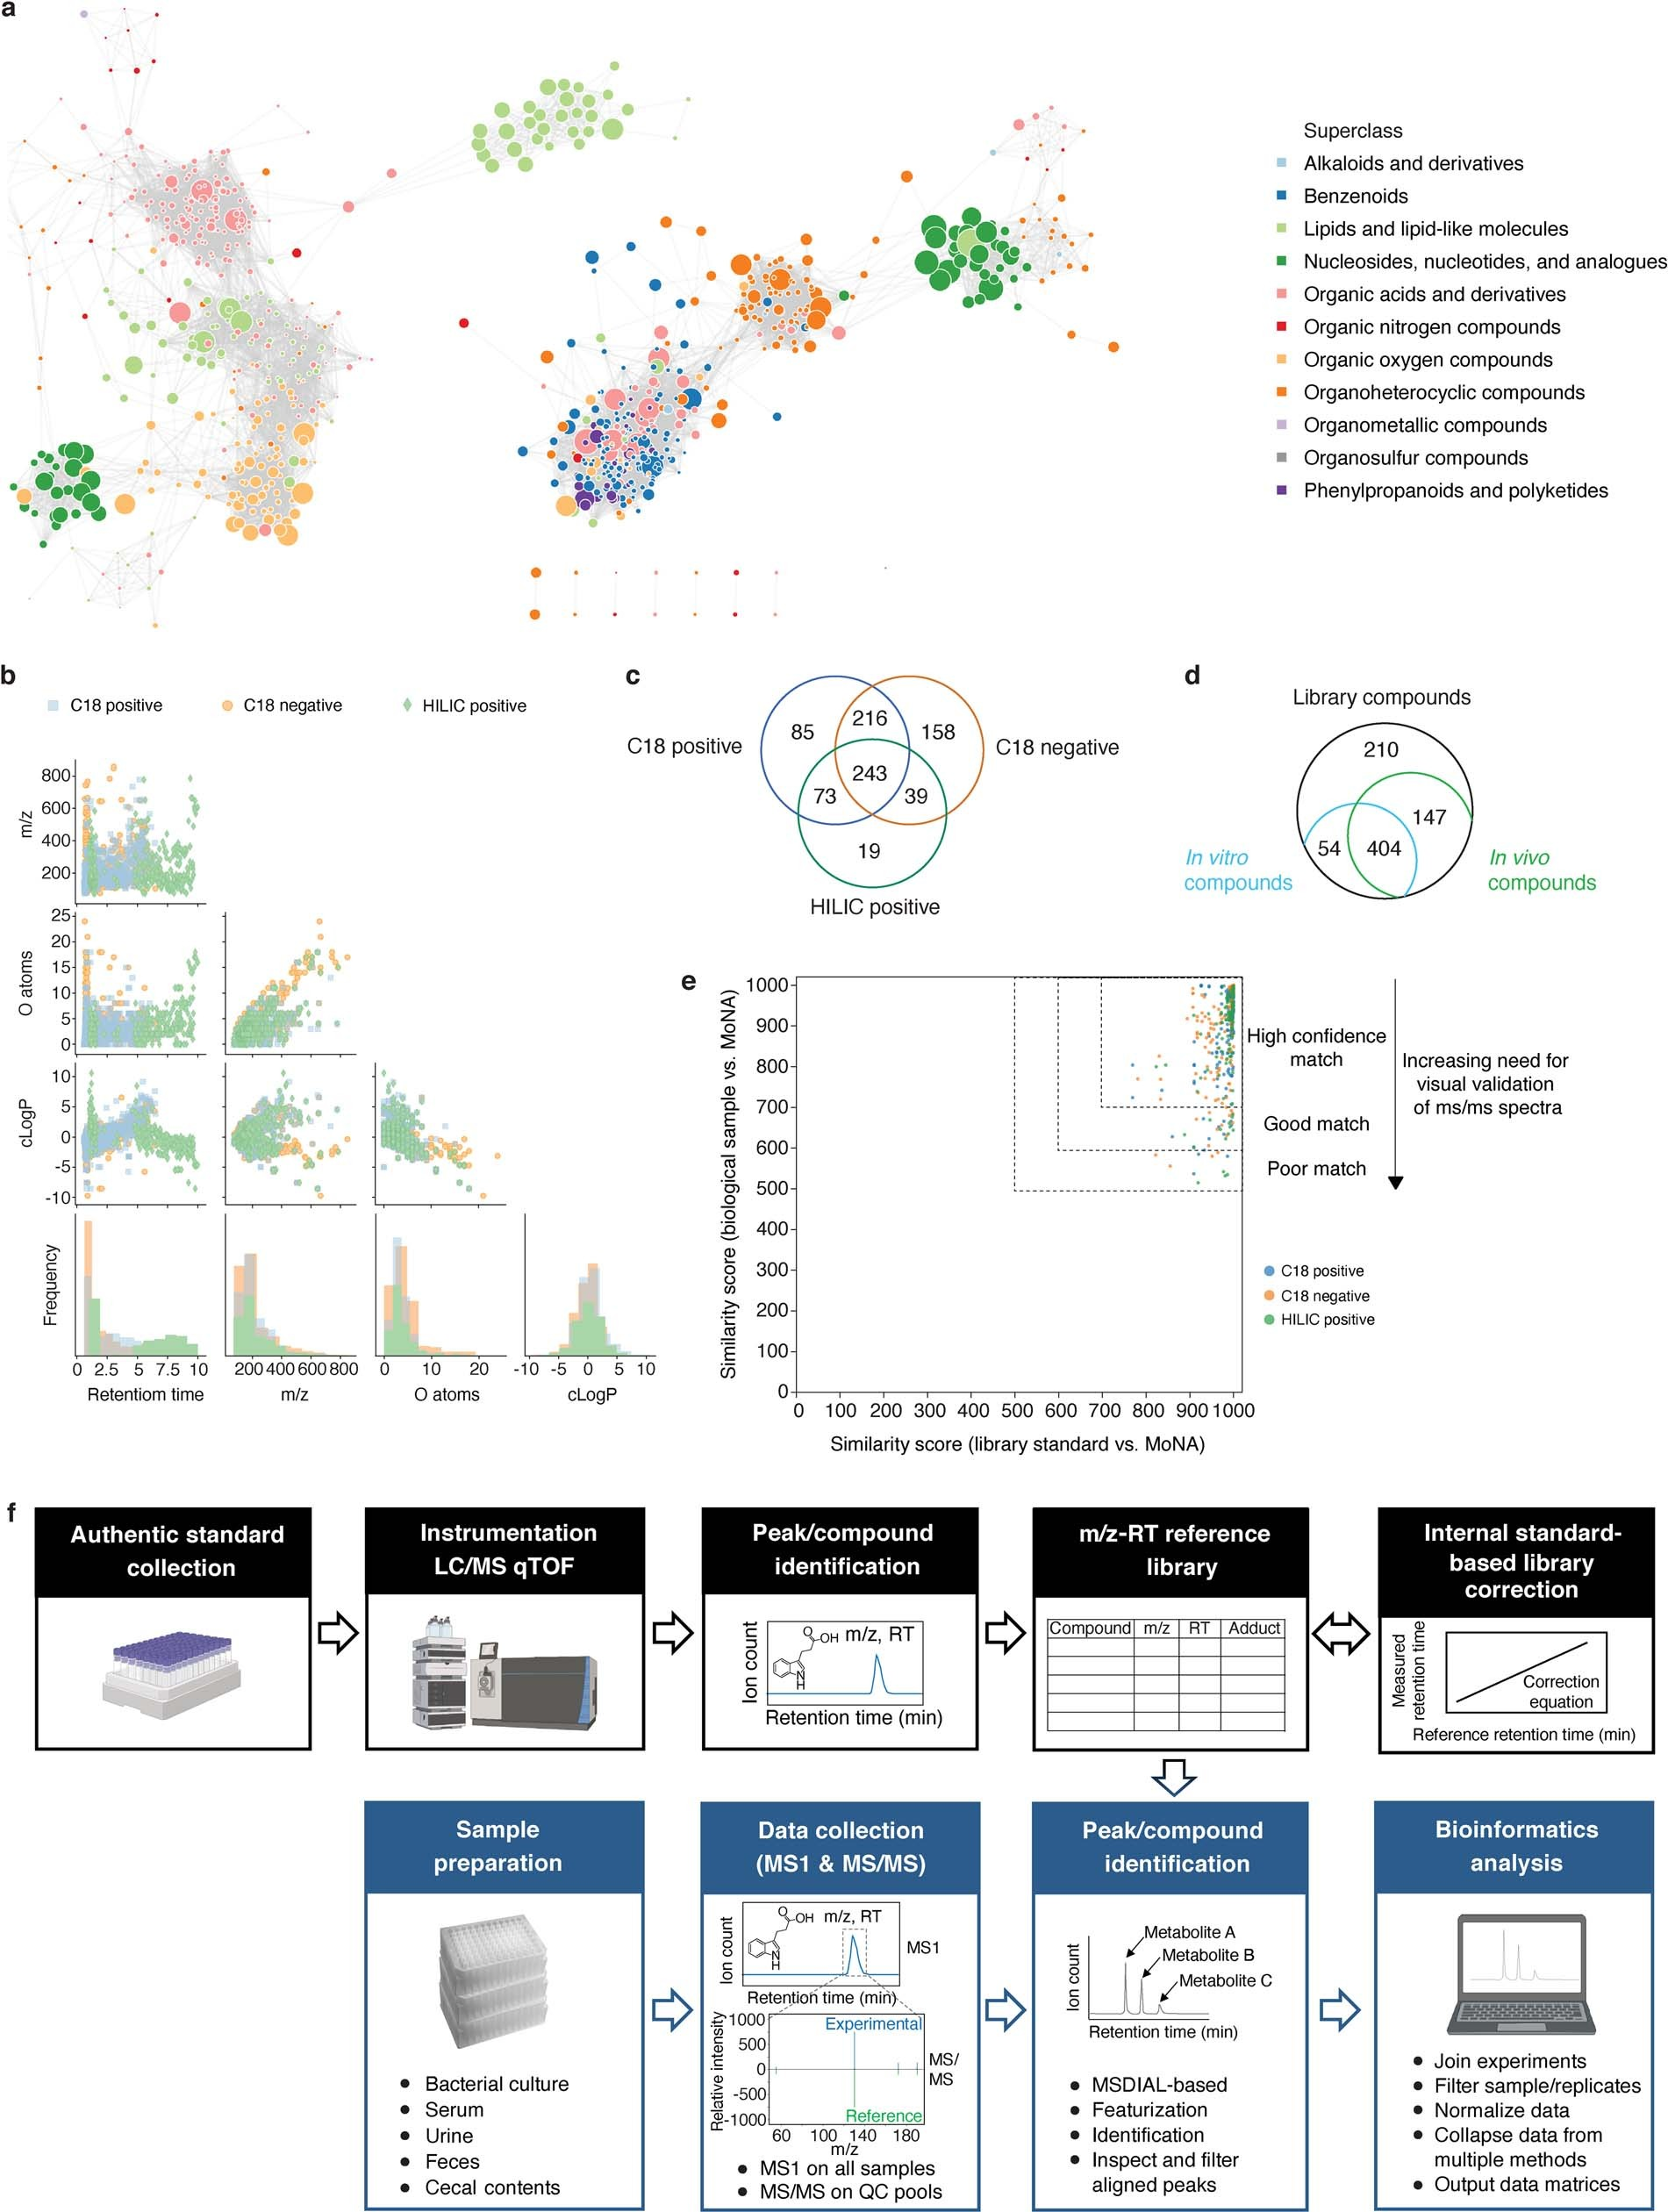 a
Superclass
Alkaloids and derivatives
Benzenoids
Lipids and lipid-like molecules
Nucleosides, nucleotides, and analogues
Organic acids and derivatives
Organic nitrogen compounds
Organic oxygen compounds
Organoheterocyclic compounds
Organometallic compounds
Organosulfur compounds
Phenylpropanoids and polyketides
b
C18 positive
C18 negative
HILIC positive
m/z
800
600
400
200
O atoms
25
20
15
10
5
0
cLogP
10
5
0
-5
-10
Frequency
0 2.5 5 7.5 10
Retentiom time
200 400 600 800
m/z
0 10 20
O atoms
-10 -5 0 5 10
cLogP
c
C18 positive
C18 negative
HILIC positive
85
216
158
243
73
39
19
d
Library compounds
210
147
54
404
In vitro
compounds
In vivo
compounds
e
Similarity score (biological sample vs. MoNA)
1000
900
800
700
600
500
400
300
200
100
0
0 100 200 300 400 500 600 700 800 900 1000
Similarity score (library standard vs. MoNA)
High confidence
match
Good match
Poor match
Increasing need for
visual validation
of ms/ms spectra
C18 positive
C18 negative
HILIC positive
f
Authentic standard
collection
Instrumentation
LC/MS qTOF
Peak/compound
identification
Ion count
OH
N
H
O
m/z, RT
Retention time (min)
m/z-RT reference
library
Compound m/z RT Adduct
Internal standard-
based library
correction
Measured
retention time
Correction
equation
Reference retention time (min)
Sample
preparation
● Bacterial culture
● Serum
● Urine
● Feces
● Cecal contents
Data collection
(MS1 & MS/MS)
Ion count
O
OH
N
H
m/z, RT
MS1
Retention time (min)
Relative intensity
1000
500
0
-500
-1000
Experimental
Reference
MS/
MS
60 100 140 180
m/z
● MS1 on all samples
● MS/MS on QC pools
Peak/compound
identification
Ion count
Metabolite A
Metabolite B
Metabolite C
Retention time (min)
● MSDIAL-based
● Featurization
● Identification
● Inspect and filter
aligned peaks
Bioinformatics
analysis
● Join experiments
● Filter sample/replicates
● Normalize data
● Collapse data from
multiple methods
● Output data matrices